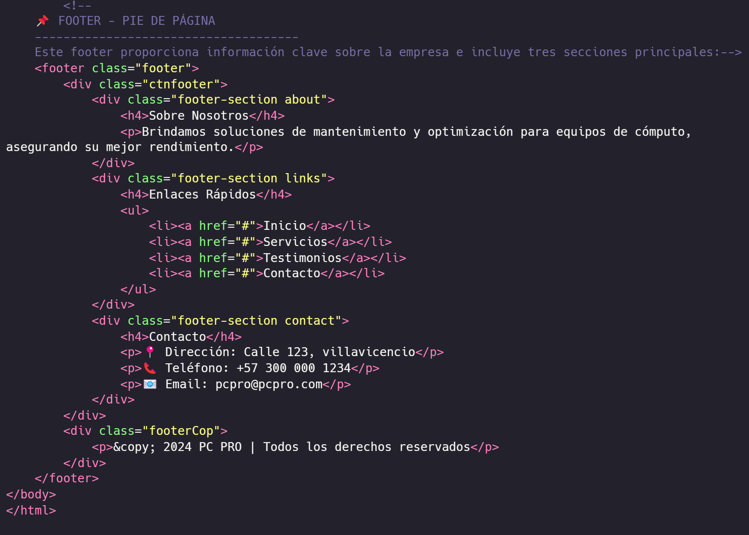 <!--
📌 FOOTER - PIE DE PÁGINA
-------------------------------------
Este footer proporciona información clave sobre la empresa e incluye tres secciones principales:-->
<footer class="footer">
<div class="ctnfooter">
<div class="footer-section about">
<h4>Sobre Nosotros</h4>
<p>Brindamos soluciones de mantenimiento y optimización para equipos de cómputo,
asegurando su mejor rendimiento.</p>
</div>
<div class="footer-section links">
<h4>Enlaces Rápidos</h4>
<ul>
<li><a href="#">Inicio</a></li>
<li><a href="#">Servicios</a></li>
<li><a href="#">Testimonios</a></li>
<li><a href="#">Contacto</a></li>
</ul>
</div>
<div class="footer-section contact">
<h4>Contacto</h4>
<p>📍 Dirección: Calle 123, villavicencio</p>
<p>📞 Teléfono: +57 300 000 1234</p>
<p>📧 Email: pcpro@pcpro.com</p>
</div>
</div>
<div class="footerCop">
<p>&copy; 2024 PC PRO | Todos los derechos reservados</p>
</div>
</footer>
</body>
</html>